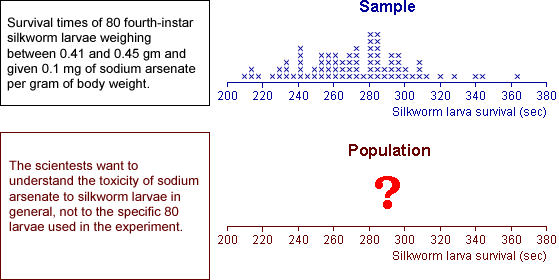 Survival times of 80 fourth-instar
silkworm larvae weighing
between 0.41 and 0.45 gm and
given 0.1 mg of sodium arsenate
per gram of body weight.
Sample
200 220 240 260 280 300 320 340 360 380
Silkworm larva survival (sec)
The scientests want to
understand the toxicity of sodium
arsenate to silkworm larvae in
general, not to the specific 80
larvae used in the experiment.
Population
?
200 220 240 260 280 300 320 340 360 380
Silkworm larva survival (sec)